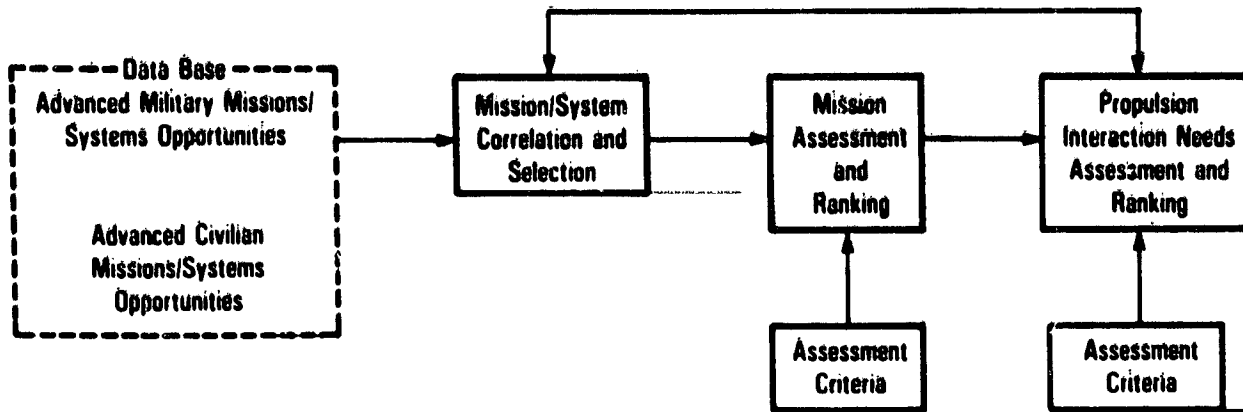 Data Base
Advanced Military Missions/
Systems Opportunities
Advanced Civilian
Missions/Systems
Opportunities
Mission/System
Correlation and
Selection
Mission
Assessment
and
Ranking
Propulsion
Interaction Needs
Assessment and
Ranking
Assessment
Criteria
Assessment
Criteria